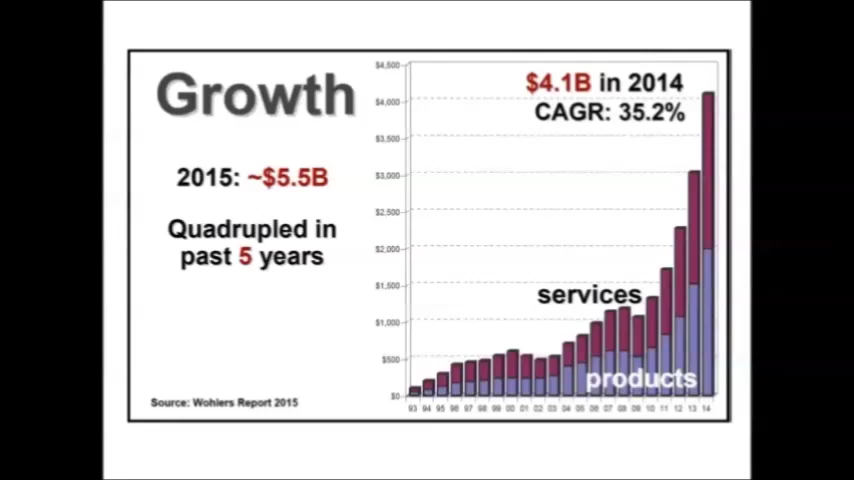 Growth
2015: ~$5.5B
Quadrupled in
past 5 years
Source: Wohlers Report 2015
$4.1B in 2014
CAGR: 35.2%
$4,500
$4,000
$3,500
$3,000
$2,500
$2,000
$1,500
$1,000
$500
$0
services
products
93 94 95 96 97 98 99 00 01 02 03 04 05 06 07 08 09 10 11 12 13 14